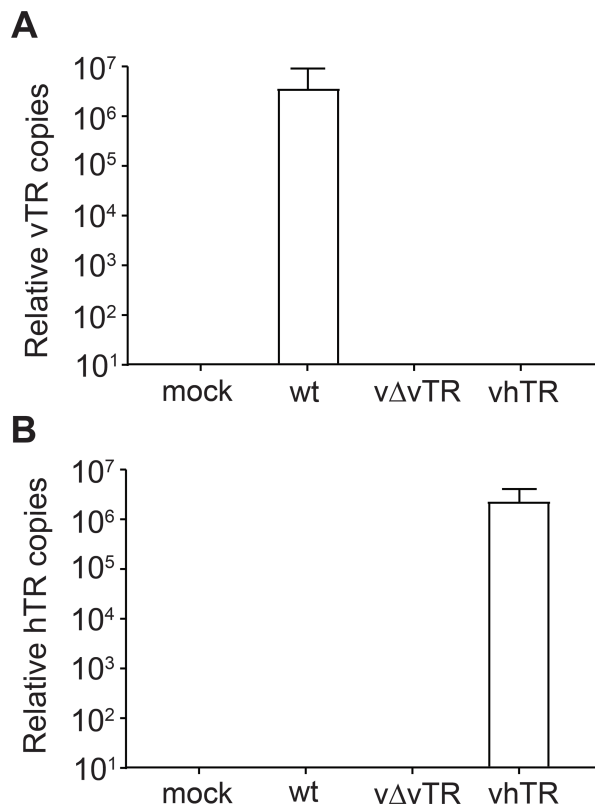 A
Relative vTR copies
10⁷
10⁶
10⁵
10⁴
10³
10²
10¹
mock wt vΔvTR vhTR
B
Relative hTR copies
10⁷
10⁶
10⁵
10⁴
10³
10²
10¹
mock wt vΔvTR vhTR